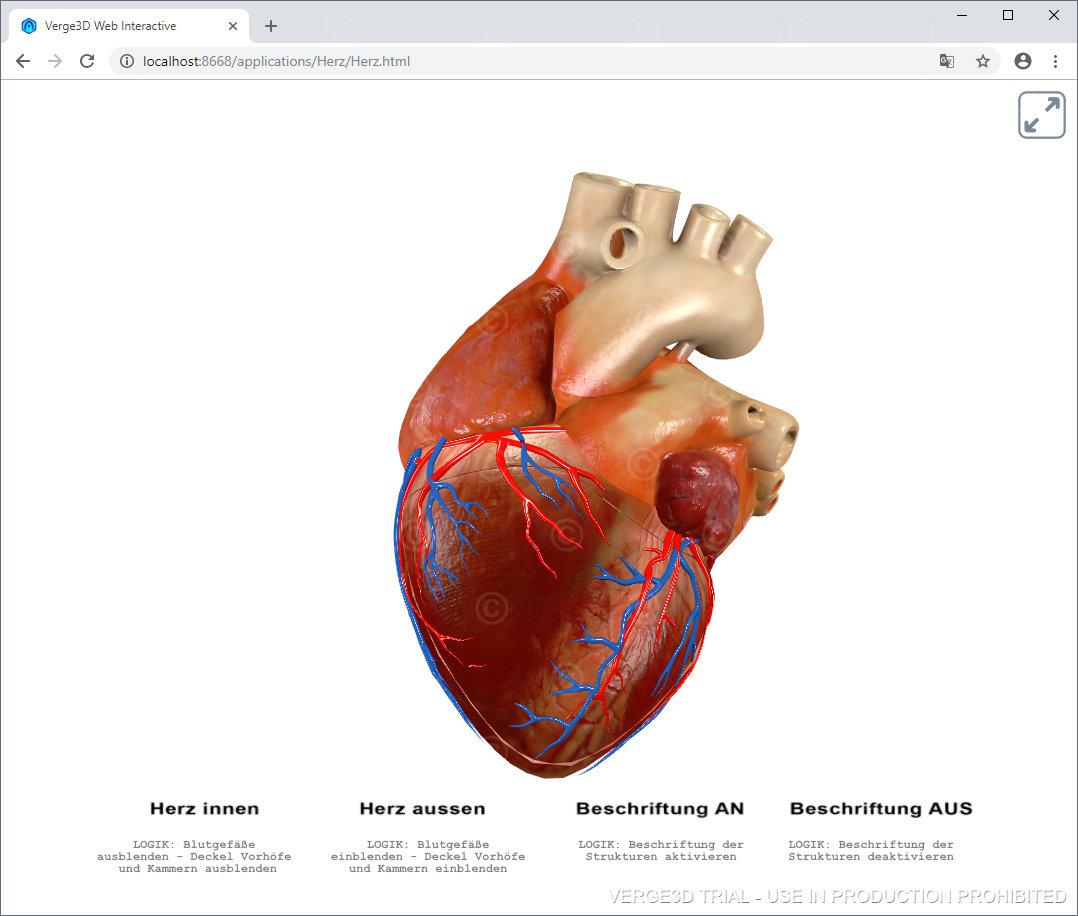 Verge3D Web Interactive
localhost:8668/applications/Herz/Herz.html
Herz innen
LOGIK: Blutgefäße
ausblenden - Deckel Vorhöfe
und Kammern ausblenden
Herz aussen
LOGIK: Blutgefäße
einblenden - Deckel Vorhöfe
und Kammern einblenden
Beschriftung AN
LOGIK: Beschriftung der
Strukturen aktivieren
Beschriftung AUS
LOGIK: Beschriftung der
Strukturen deaktivieren
VERGE3D TRIAL - USE IN PRODUCTION PROHIBITED